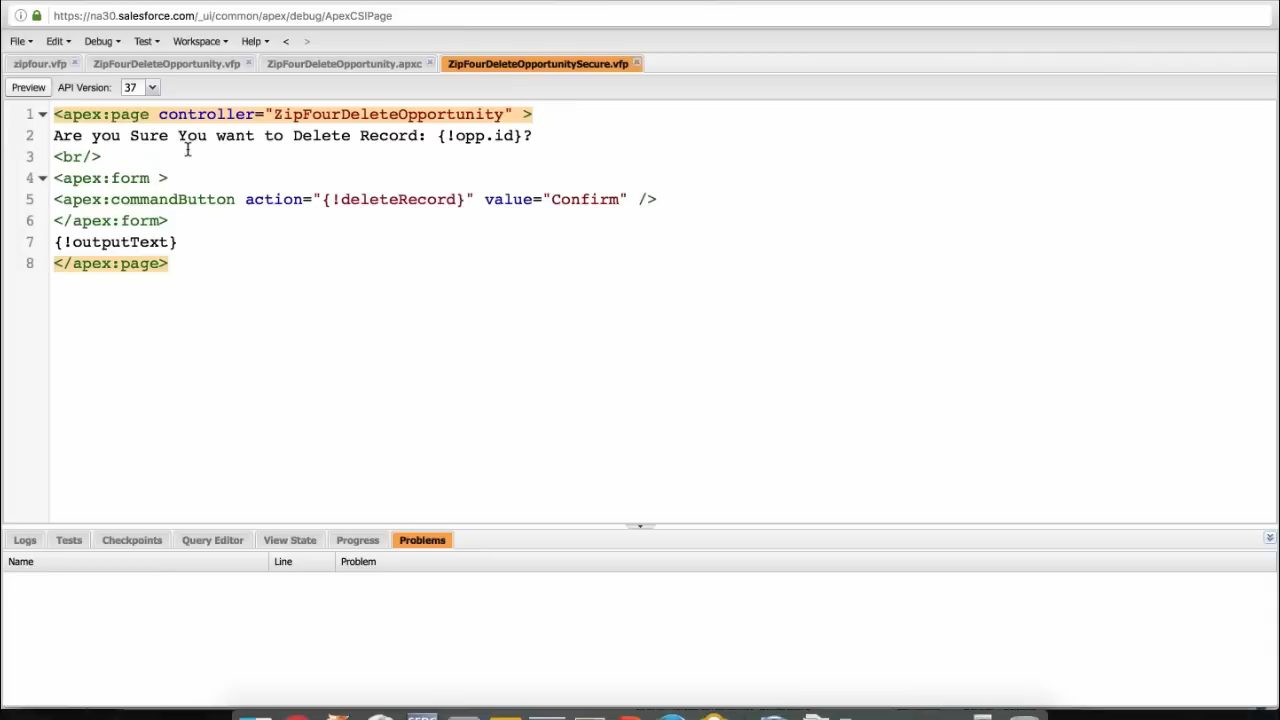 https://na30.salesforce.com/_ui/common/apex/debug/ApexCSIPage
File Edit Debug Test Workspace Help < >
zipfour.vfp ZipFourDeleteOpportunity.vfp ZipFourDeleteOpportunity.apxc ZipFourDeleteOpportunitySecure.vfp
Preview API Version: 37
1 <apex:page controller="ZipFourDeleteOpportunity" >
2 Are you Sure You want to Delete Record: {!opp.id}?
3 <br/>
4 <apex:form >
5 <apex:commandButton action="{!deleteRecord}" value="Confirm" />
6 </apex:form>
7 {!outputText}
8 </apex:page>
Logs Tests Checkpoints Query Editor View State Progress Problems
Name Line Problem